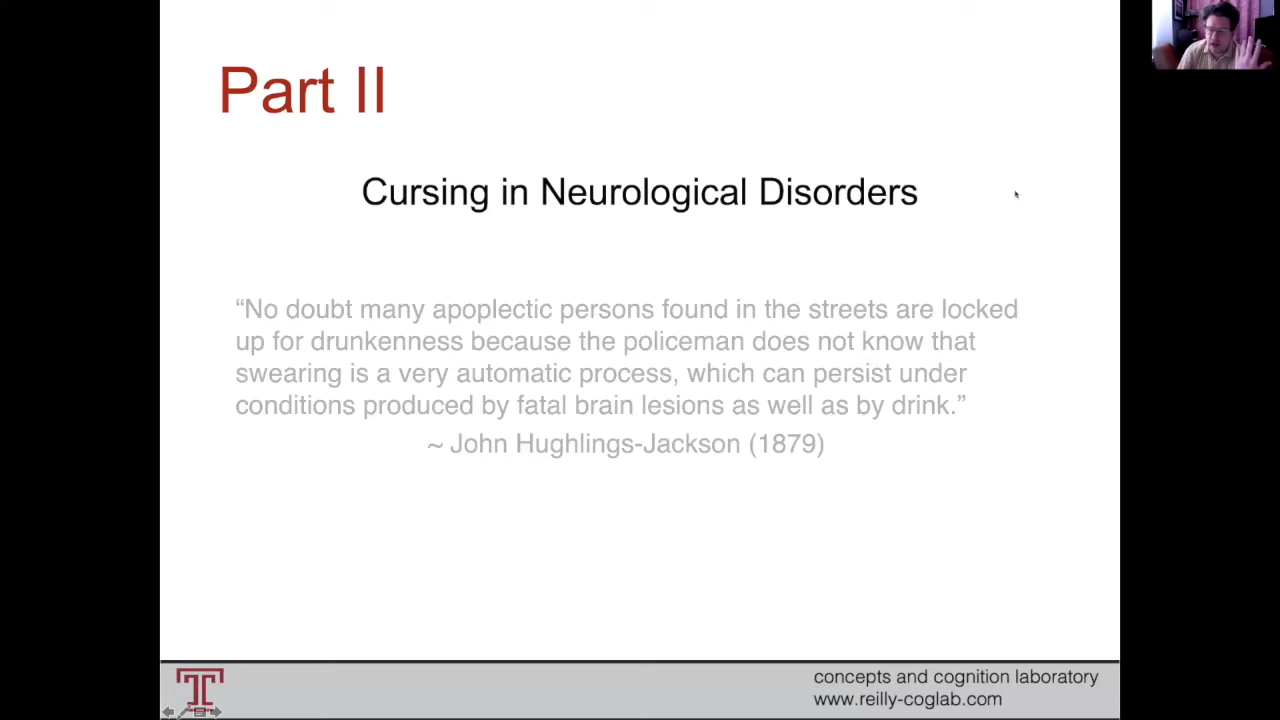 Part II
Cursing in Neurological Disorders
“No doubt many apoplectic persons found in the streets are locked
up for drunkenness because the policeman does not know that
swearing is a very automatic process, which can persist under
conditions produced by fatal brain lesions as well as by drink.”
~ John Hughlings-Jackson (1879)
concepts and cognition laboratory
www.reilly-coglab.com